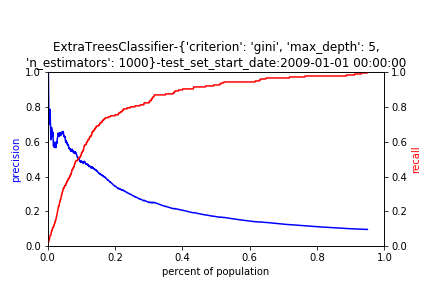 ExtraTreesClassifier-{'criterion': 'gini', 'max_depth': 5,
'n_estimators': 1000}-test_set_start_date:2009-01-01 00:00:00
1.0
0.8
0.6
0.4
0.2
0.0
precision
1.0
0.8
0.6
0.4
0.2
0.0
recall
0.0 0.2 0.4 0.6 0.8 1.0
percent of population